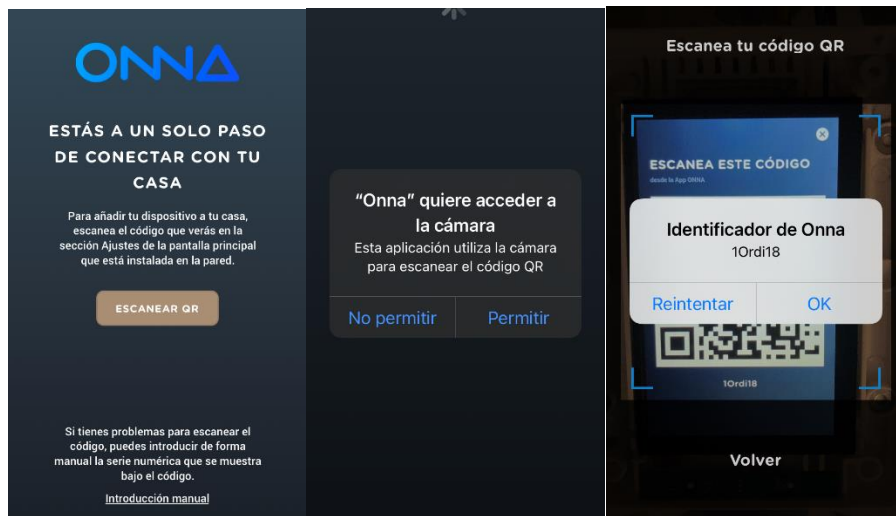 ONNA
ESTÁS A UN SOLO PASO
DE CONECTAR CON TU
CASA
Para añadir tu dispositivo a tu casa,
escanea el código que verás en la
sección Ajustes de la pantalla principal
que está instalada en la pared.
ESCANEAR QR
Si tienes problemas para escanear el
código, puedes introducir de forma
manual la serie numérica que se muestra
bajo el código.
Introducción manual
“Onna” quiere acceder a
la cámara
Esta aplicación utiliza la cámara
para escanear el código QR
No permitir
Permitir
Escanea tu código QR
ESCANEA ESTE CÓDIGO
desde la App ONNA
Identificador de Onna
1Ordi18
Reintentar
OK
1Ordi18
Volver